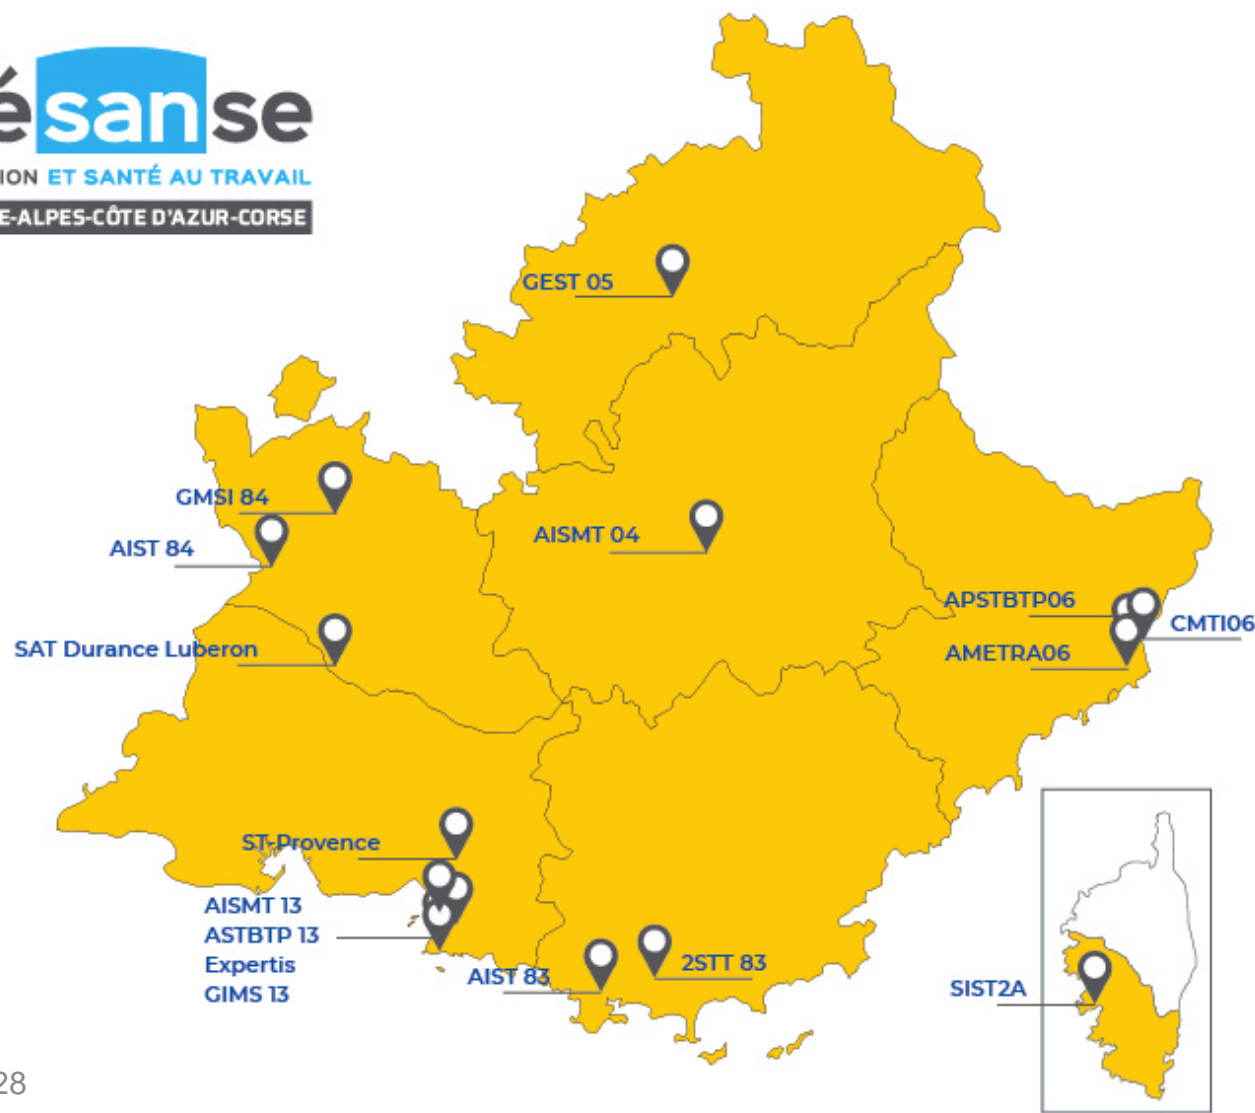 ésanse
ION ET SANTÉ AU TRAVAIL
E-ALPES-CÔTE D'AZUR-CORSE
GEST 05
GMSI 84
AIST 84
AISMT 04
SAT Durance Luberon
APSTBTP06
CMTI06
AMETRA06
ST-Provence
AISMT 13
ASTBTP 13
Expertis
GIMS 13
AIST 83
2STT 83
SIST2A
28